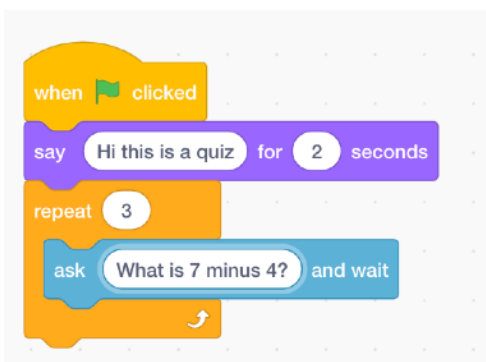 when clicked
say Hi this is a quiz for 2 seconds
repeat 3
ask What is 7 minus 4? and wait